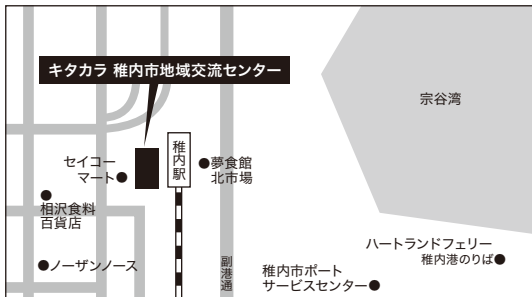 キタカラ 稚内市地域交流センター
宗谷湾
稚内駅
セイコー
マート
夢食館
北市場
相沢食料
百貨店
ハートランドフェリー
稚内港のりば
ノーザンノース
副港通
稚内市ポート
サービスセンター